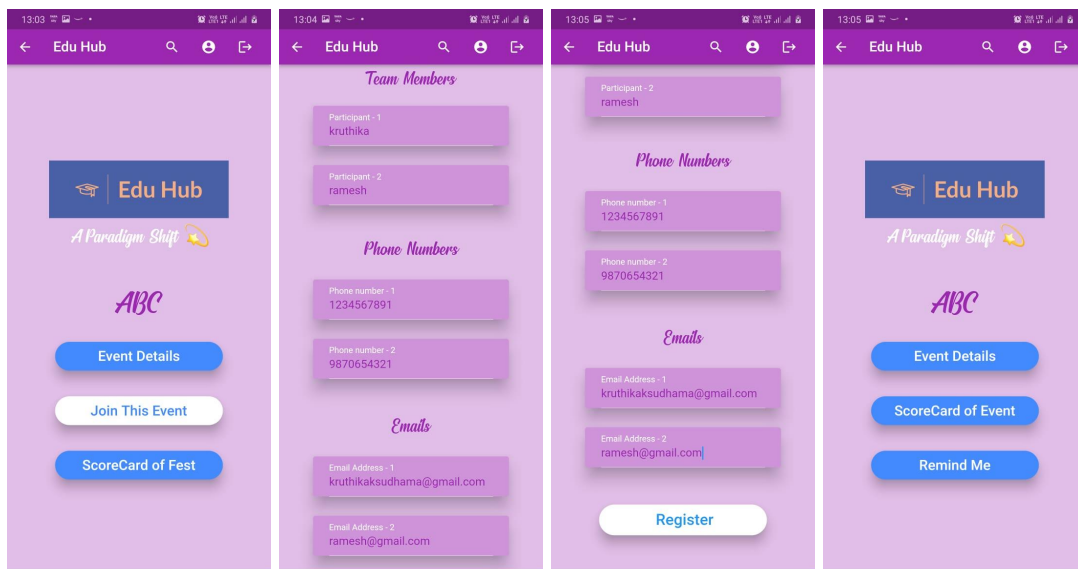 13:03
Edu Hub
Edu Hub
A Paradigm Shift
ABC
Event Details
Join This Event
ScoreCard of Fest
13:04
Edu Hub
Team Members
Participant - 1
kruthika
Participant - 2
ramesh
Phone Numbers
Phone number - 1
1234567891
Phone number - 2
9870654321
Emails
Email Address - 1
kruthikaksudhama@gmail.com
Email Address - 2
ramesh@gmail.com
13:05
Edu Hub
Participant - 2
ramesh
Phone Numbers
Phone number - 1
1234567891
Phone number - 2
9870654321
Emails
Email Address - 1
kruthikaksudhama@gmail.com
Email Address - 2
ramesh@gmail.com
Register
13:05
Edu Hub
Edu Hub
A Paradigm Shift
ABC
Event Details
ScoreCard of Event
Remind Me